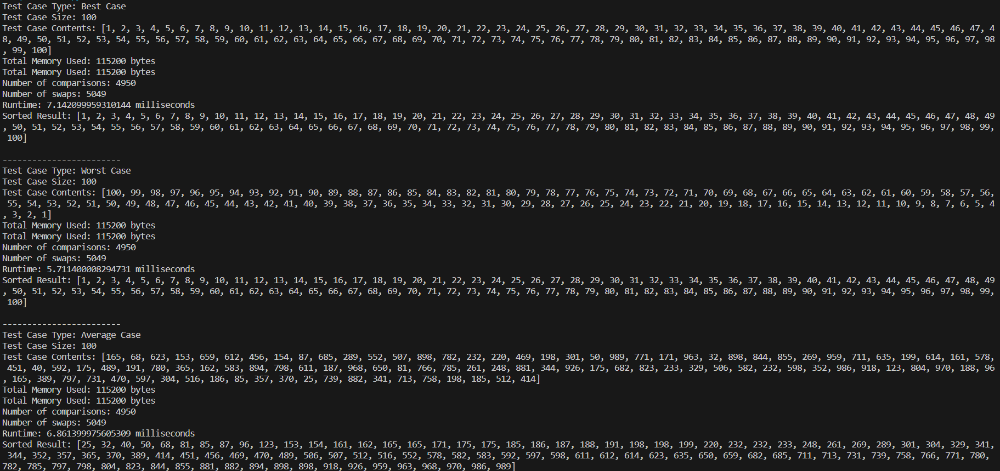 Test Case Type: Best Case
Test Case Size: 100
Test Case Contents: [1, 2, 3, 4, 5, 6, 7, 8, 9, 10, 11, 12, 13, 14, 15, 16, 17, 18, 19, 20, 21, 22, 23, 24, 25, 26, 27, 28, 29, 30, 31, 32, 33, 34, 35, 36, 37, 38, 39, 40, 41, 42, 43, 44, 45, 46, 47, 4
8, 49, 50, 51, 52, 53, 54, 55, 56, 57, 58, 59, 60, 61, 62, 63, 64, 65, 66, 67, 68, 69, 70, 71, 72, 73, 74, 75, 76, 77, 78, 79, 80, 81, 82, 83, 84, 85, 86, 87, 88, 89, 90, 91, 92, 93, 94, 95, 96, 97, 98
, 99, 100]
Total Memory Used: 115200 bytes
Total Memory Used: 115200 bytes
Number of comparisons: 4950
Number of swaps: 5049
Runtime: 7.142099959310144 milliseconds
Sorted Result: [1, 2, 3, 4, 5, 6, 7, 8, 9, 10, 11, 12, 13, 14, 15, 16, 17, 18, 19, 20, 21, 22, 23, 24, 25, 26, 27, 28, 29, 30, 31, 32, 33, 34, 35, 36, 37, 38, 39, 40, 41, 42, 43, 44, 45, 46, 47, 48, 49
, 50, 51, 52, 53, 54, 55, 56, 57, 58, 59, 60, 61, 62, 63, 64, 65, 66, 67, 68, 69, 70, 71, 72, 73, 74, 75, 76, 77, 78, 79, 80, 81, 82, 83, 84, 85, 86, 87, 88, 89, 90, 91, 92, 93, 94, 95, 96, 97, 98, 99,
100]
------------------------
Test Case Type: Worst Case
Test Case Size: 100
Test Case Contents: [100, 99, 98, 97, 96, 95, 94, 93, 92, 91, 90, 89, 88, 87, 86, 85, 84, 83, 82, 81, 80, 79, 78, 77, 76, 75, 74, 73, 72, 71, 70, 69, 68, 67, 66, 65, 64, 63, 62, 61, 60, 59, 58, 57, 56,
55, 54, 53, 52, 51, 50, 49, 48, 47, 46, 45, 44, 43, 42, 41, 40, 39, 38, 37, 36, 35, 34, 33, 32, 31, 30, 29, 28, 27, 26, 25, 24, 23, 22, 21, 20, 19, 18, 17, 16, 15, 14, 13, 12, 11, 10, 9, 8, 7, 6, 5, 4
, 3, 2, 1]
Total Memory Used: 115200 bytes
Total Memory Used: 115200 bytes
Number of comparisons: 4950
Number of swaps: 5049
Runtime: 5.711400008294731 milliseconds
Sorted Result: [1, 2, 3, 4, 5, 6, 7, 8, 9, 10, 11, 12, 13, 14, 15, 16, 17, 18, 19, 20, 21, 22, 23, 24, 25, 26, 27, 28, 29, 30, 31, 32, 33, 34, 35, 36, 37, 38, 39, 40, 41, 42, 43, 44, 45, 46, 47, 48, 49
, 50, 51, 52, 53, 54, 55, 56, 57, 58, 59, 60, 61, 62, 63, 64, 65, 66, 67, 68, 69, 70, 71, 72, 73, 74, 75, 76, 77, 78, 79, 80, 81, 82, 83, 84, 85, 86, 87, 88, 89, 90, 91, 92, 93, 94, 95, 96, 97, 98, 99,
100]
------------------------
Test Case Type: Average Case
Test Case Size: 100
Test Case Contents: [165, 68, 623, 153, 659, 612, 456, 154, 87, 685, 289, 552, 507, 898, 782, 232, 220, 469, 198, 301, 50, 989, 771, 171, 963, 32, 898, 844, 855, 269, 959, 711, 635, 199, 614, 161, 578,
451, 40, 592, 175, 489, 191, 780, 365, 162, 583, 894, 798, 611, 187, 968, 650, 81, 766, 785, 261, 248, 881, 344, 926, 175, 682, 823, 233, 329, 506, 582, 232, 598, 352, 986, 918, 123, 804, 970, 188, 96
, 165, 389, 797, 731, 470, 597, 304, 516, 186, 85, 357, 370, 25, 739, 882, 341, 713, 758, 198, 185, 512, 414]
Total Memory Used: 115200 bytes
Total Memory Used: 115200 bytes
Number of comparisons: 4950
Number of swaps: 5049
Runtime: 6.861399975605309 milliseconds
Sorted Result: [25, 32, 40, 50, 68, 81, 85, 87, 96, 123, 153, 154, 161, 162, 165, 165, 171, 175, 175, 185, 186, 187, 188, 191, 198, 198, 199, 220, 232, 232, 233, 248, 261, 269, 289, 301, 304, 329, 341,
344, 352, 357, 365, 370, 389, 414, 451, 456, 469, 470, 489, 506, 507, 512, 516, 552, 578, 582, 583, 592, 597, 598, 611, 612, 614, 623, 635, 650, 659, 682, 685, 711, 713, 731, 739, 758, 766, 771, 780,
782, 785, 797, 798, 804, 823, 844, 855, 881, 882, 894, 898, 898, 918, 926, 959, 963, 968, 970, 986, 989]